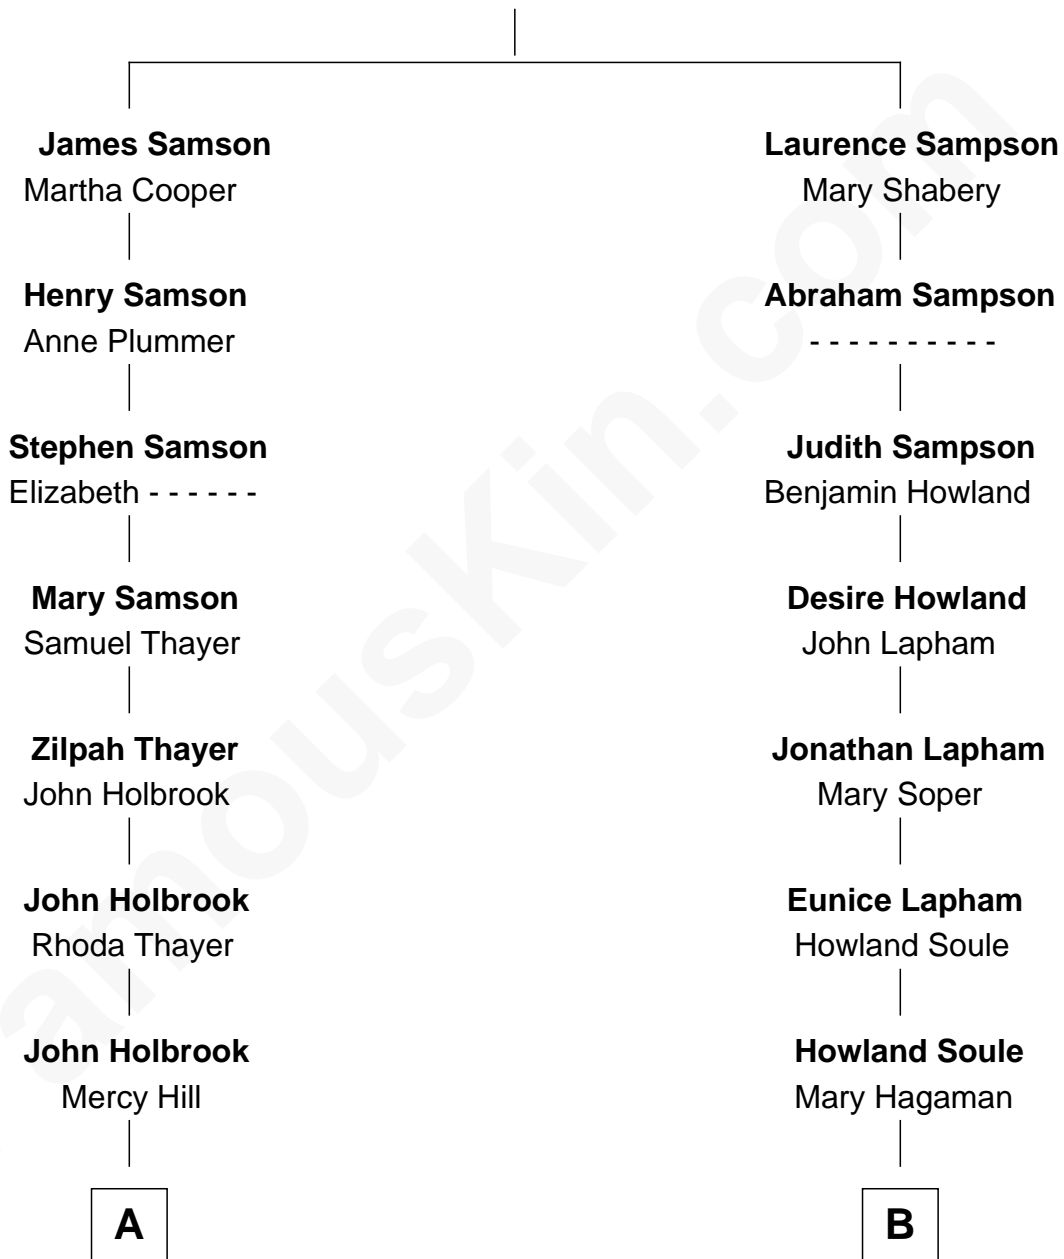 James Samson
Martha Cooper
Henry Samson
Anne Plummer
Stephen Samson
Elizabeth - - - - - -
Mary Samson
Samuel Thayer
Zilpah Thayer
John Holbrook
John Holbrook
Rhoda Thayer
John Holbrook
Mercy Hill
A
Laurence Sampson
Mary Shabery
Abraham Sampson
- - - - - - - - - -
Judith Sampson
Benjamin Howland
Desire Howland
John Lapham
Jonathan Lapham
Mary Soper
Eunice Lapham
Howland Soule
Howland Soule
Mary Hagaman
B
amouskin.com